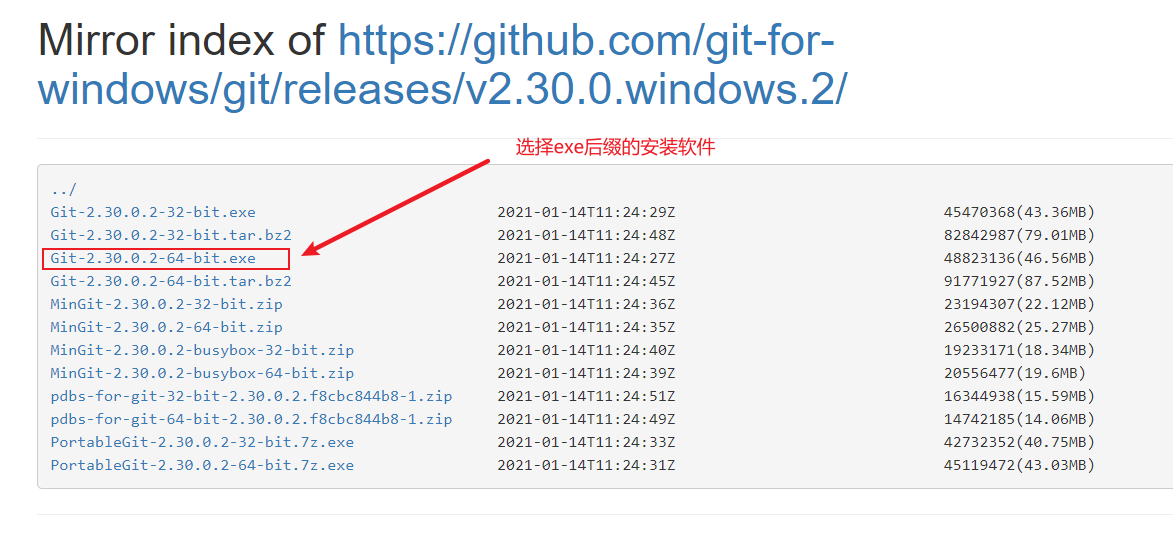 Mirror index of https://github.com/git-for-
windows/git/releases/v2.30.0.windows.2/
选择exe后缀的安装软件
../
Git-2.30.0.2-32-bit.exe 2021-01-14T11:24:29Z 45470368(43.36MB)
Git-2.30.0.2-32-bit.tar.bz2 2021-01-14T11:24:48Z 82842987(79.01MB)
Git-2.30.0.2-64-bit.exe 2021-01-14T11:24:27Z 48823136(46.56MB)
Git-2.30.0.2-64-bit.tar.bz2 2021-01-14T11:24:45Z 91771927(87.52MB)
MinGit-2.30.0.2-32-bit.zip 2021-01-14T11:24:36Z 23194307(22.12MB)
MinGit-2.30.0.2-64-bit.zip 2021-01-14T11:24:35Z 26500882(25.27MB)
MinGit-2.30.0.2-busybox-32-bit.zip 2021-01-14T11:24:40Z 19233171(18.34MB)
MinGit-2.30.0.2-busybox-64-bit.zip 2021-01-14T11:24:39Z 20556477(19.6MB)
pdbs-for-git-32-bit-2.30.0.2.f8cbc844b8-1.zip 2021-01-14T11:24:51Z 16344938(15.59MB)
pdbs-for-git-64-bit-2.30.0.2.f8cbc844b8-1.zip 2021-01-14T11:24:49Z 14742185(14.06MB)
PortableGit-2.30.0.2-32-bit.7z.exe 2021-01-14T11:24:33Z 42732352(40.75MB)
PortableGit-2.30.0.2-64-bit.7z.exe 2021-01-14T11:24:31Z 45119472(43.03MB)